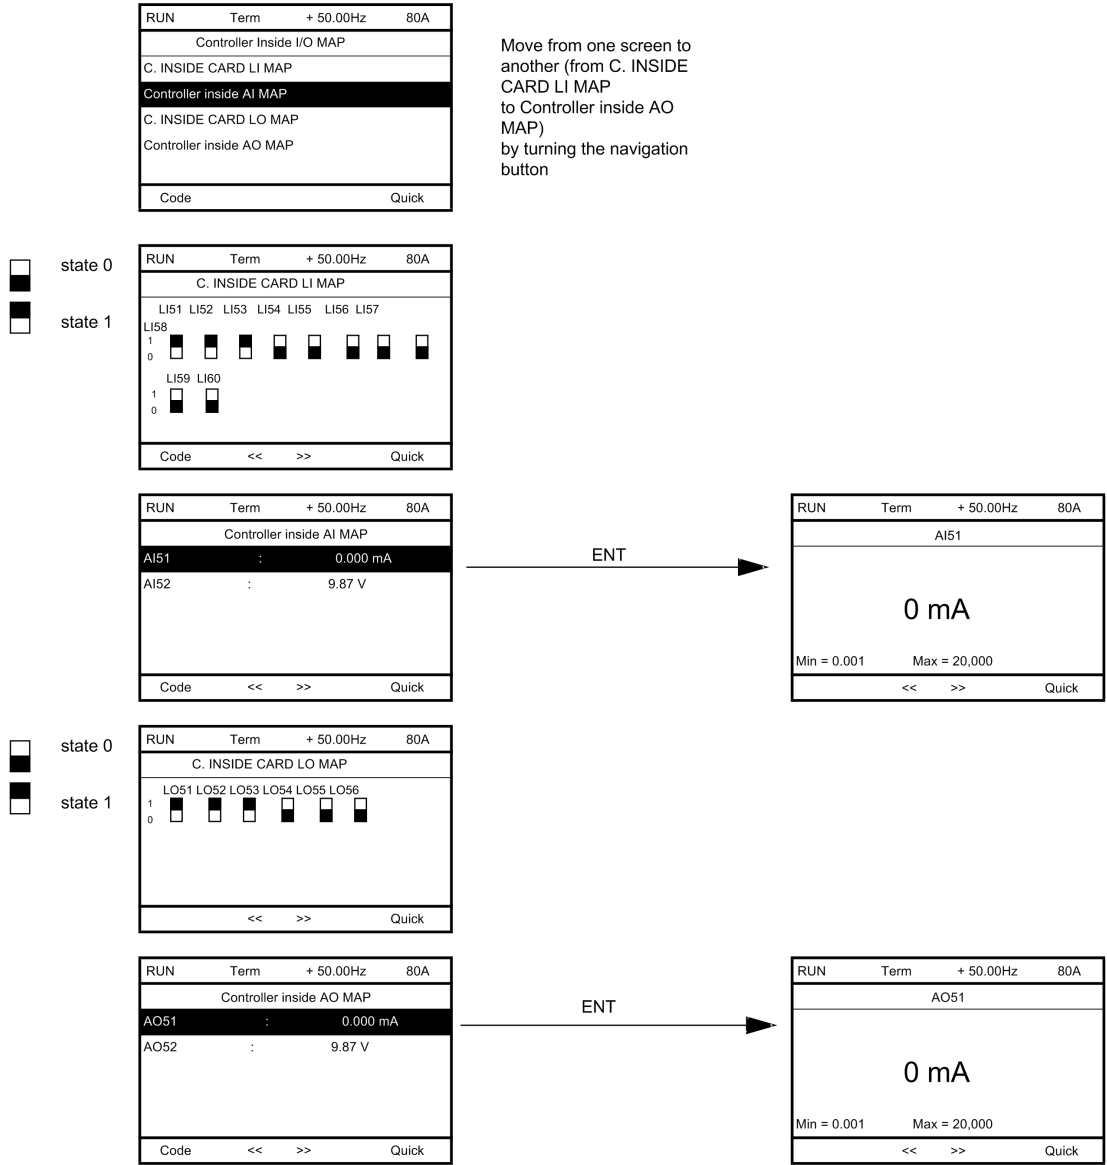 RUN Term + 50.00Hz 80A
Controller Inside I/O MAP
C. INSIDE CARD LI MAP
Controller inside AI MAP
C. INSIDE CARD LO MAP
Controller inside AO MAP
Code Quick
Move from one screen to
another (from C. INSIDE
CARD LI MAP
to Controller inside AO
MAP)
by turning the navigation
button
state 0
state 1
RUN Term + 50.00Hz 80A
C. INSIDE CARD LI MAP
LI51 LI52 LI53 LI54 LI55 LI56 LI57
LI58
1
0
LI59 LI60
1
0
Code << >> Quick
RUN Term + 50.00Hz 80A
Controller inside AI MAP
AI51 : 0.000 mA
AI52 : 9.87 V
Code << >> Quick
ENT
RUN Term + 50.00Hz 80A
AI51
0 mA
Min = 0.001 Max = 20,000
<< >> Quick
state 0
state 1
RUN Term + 50.00Hz 80A
C. INSIDE CARD LO MAP
LO51 LO52 LO53 LO54 LO55 LO56
1
0
<< >> Quick
RUN Term + 50.00Hz 80A
Controller inside AO MAP
AO51 : 0.000 mA
AO52 : 9.87 V
Code << >> Quick
ENT
RUN Term + 50.00Hz 80A
AO51
0 mA
Min = 0.001 Max = 20,000
<< >> Quick